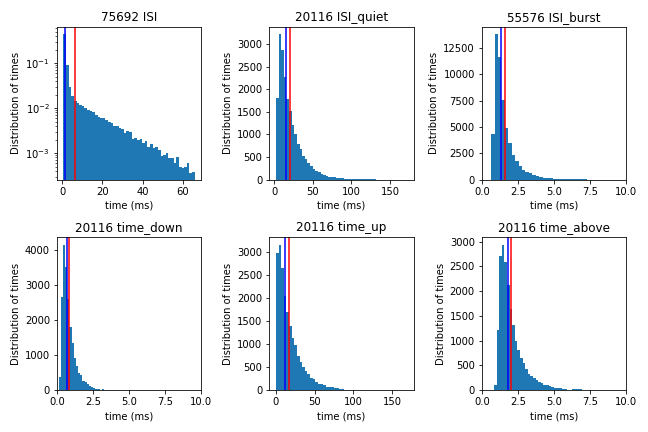 75692 ISI
20116 ISI_quiet
55576 ISI_burst
Distribution of times
10⁻¹
10⁻²
10⁻³
0 20 40 60
time (ms)
Distribution of times
3000
2500
2000
1500
1000
500
0
0 50 100 150
time (ms)
Distribution of times
12500
10000
7500
5000
2500
0
0.0 2.5 5.0 7.5 10.0
time (ms)
20116 time_down
20116 time_up
20116 time_above
Distribution of times
4000
3000
2000
1000
0
0.0 2.5 5.0 7.5 10.0
time (ms)
Distribution of times
3000
2500
2000
1500
1000
500
0
0 50 100 150
time (ms)
Distribution of times
3000
2500
2000
1500
1000
500
0
0.0 2.5 5.0 7.5 10.0
time (ms)